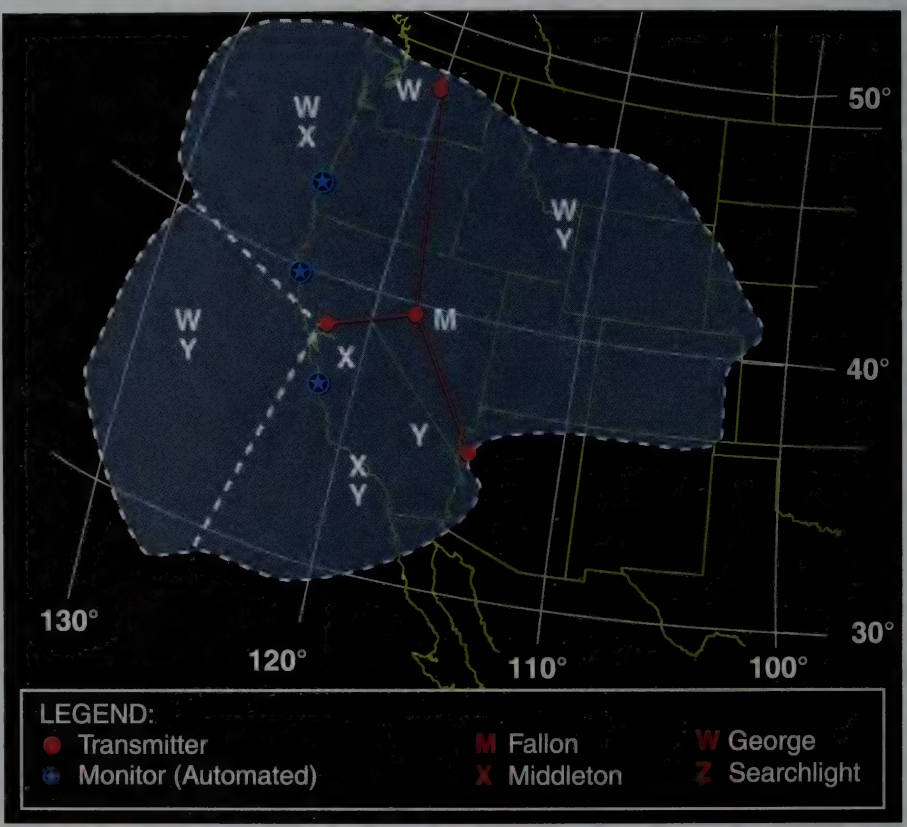 W
W
X
50°
W
Y
W
Y
M
X
40°
Y
X
Y
130°
30°
120°
110°
100°
LEGEND:
Transmitter
M Fallon
W George
Monitor (Automated)
X Middleton
Z Searchlight